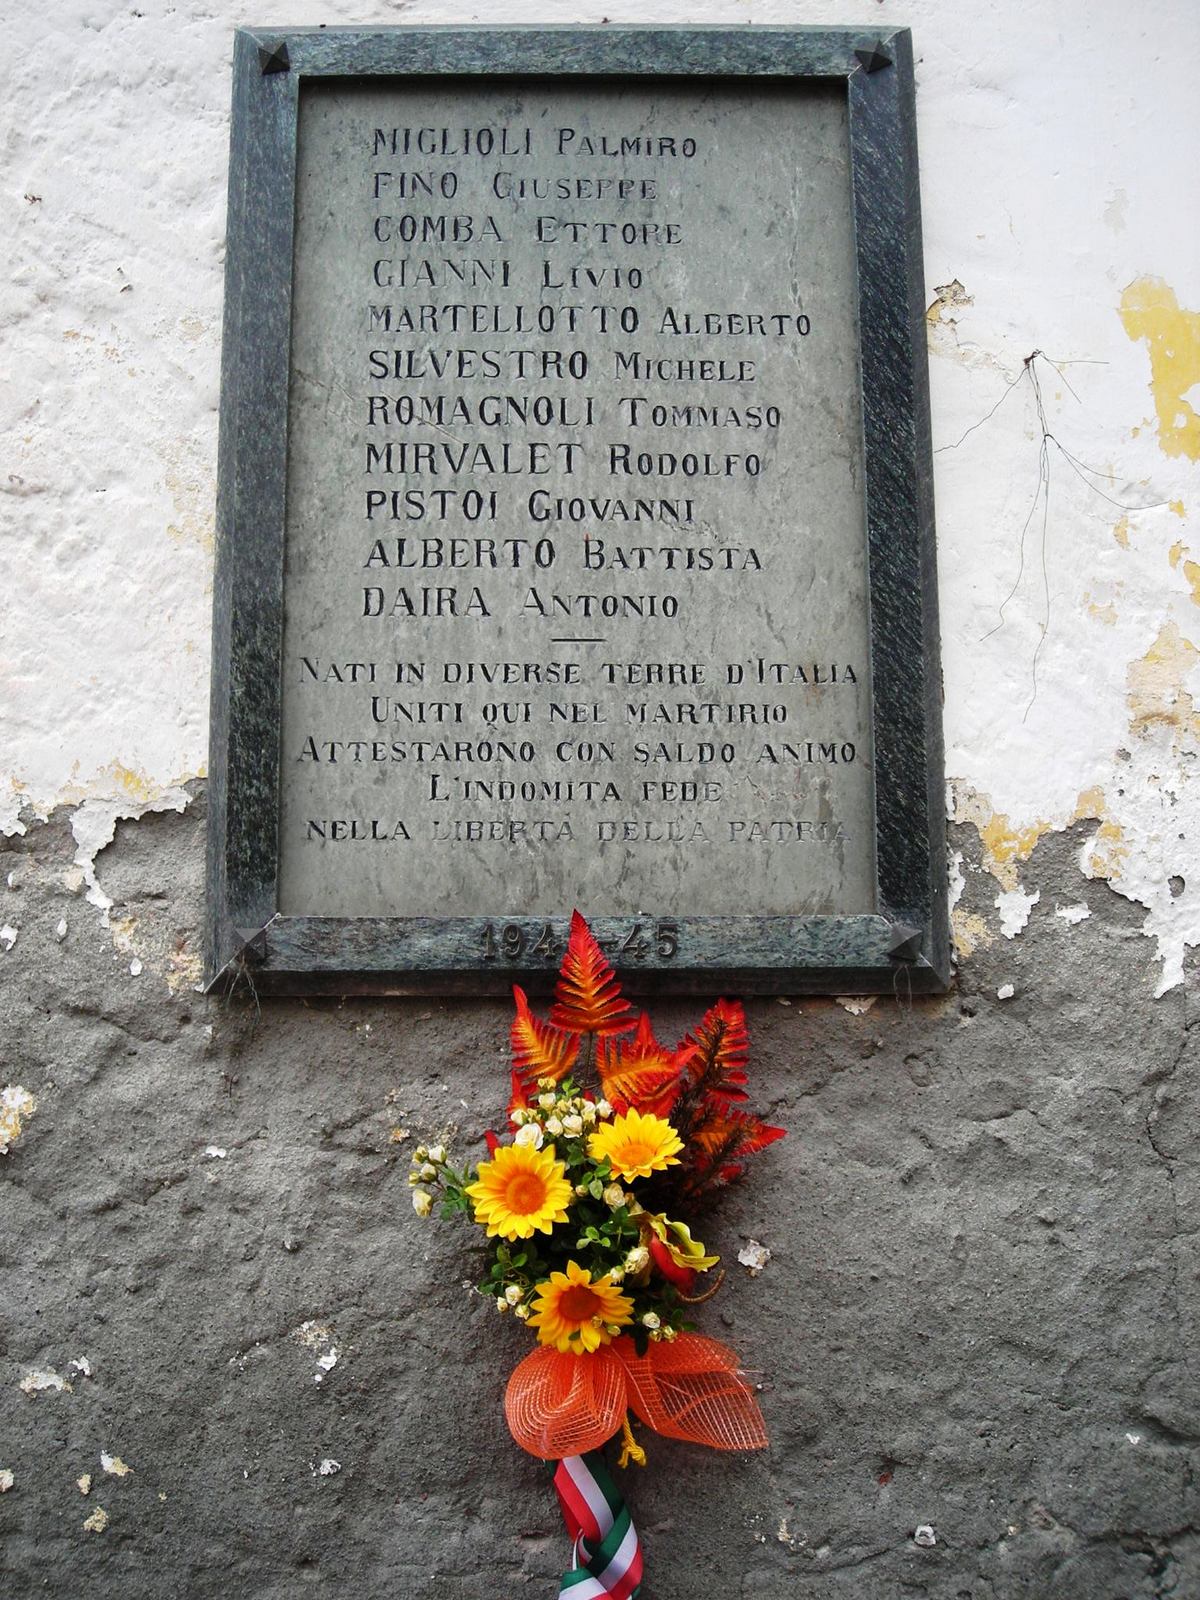 MIGLIOLI PALMIRO
FINO GIUSEPPE
COMBA ETTORE
GIANNI LIVIO
MARTELLOTTO ALBERTO
SILVESTRO MICHELE
ROMAGNOLI TOMMASO
MIRVALET RODOLFO
PISTOI GIOVANNI
ALBERTO BATTISTA
DAIRA ANTONIO
NATI IN DIVERSE TERRE D'ITALIA
UNITI QUI NEL MARTIRIO
ATTESTARONO CON SALDO ANIMO
L'INDOMITA FEDE
NELLA LIBERTÀ DELLA PATRIA
45